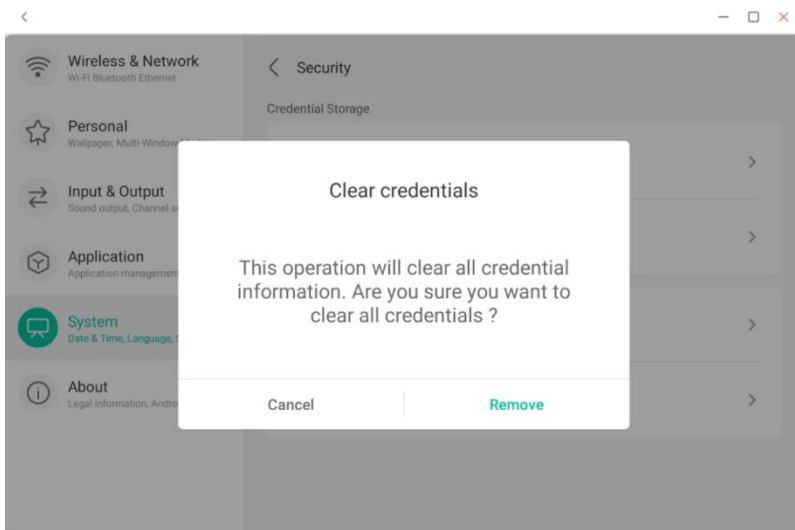 Wireless & Network
Wi-Fi Bluetooth Ethernet
Personal
Wallpaper, Multi-Window
Input & Output
Sound output, Channel
Application
Application management
System
Date & Time, Language,
About
Legal information,
Security
Credential Storage
Clear credentials
This operation will clear all credential
information. Are you sure you want to
clear all credentials ?
Cancel
Remove